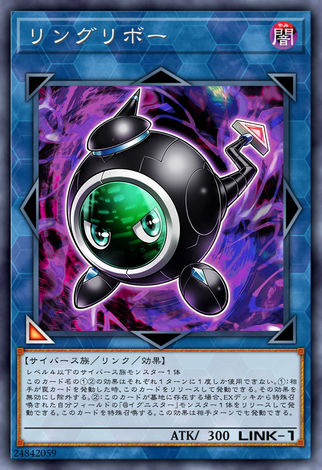 リングリボー
やみ
闇
【サイバース族／リンク／効果】
レベル4以下のサイバース族モンスター1体
このカード名の①②の効果はそれぞれ1ターンに1度しか使用できない。①：相
手が罠カードを発動した時、このカードをリリースして発動できる。その効果を
無効にし除外する。②：このカードが墓地に存在する場合、EXデッキから特殊召
喚された自分フィールドの「@イグニスター」モンスター1体をリリースして発
動できる。このカードを特殊召喚する。この効果は相手ターンでも発動できる。
ATK/ 300 LINK-1
24842059